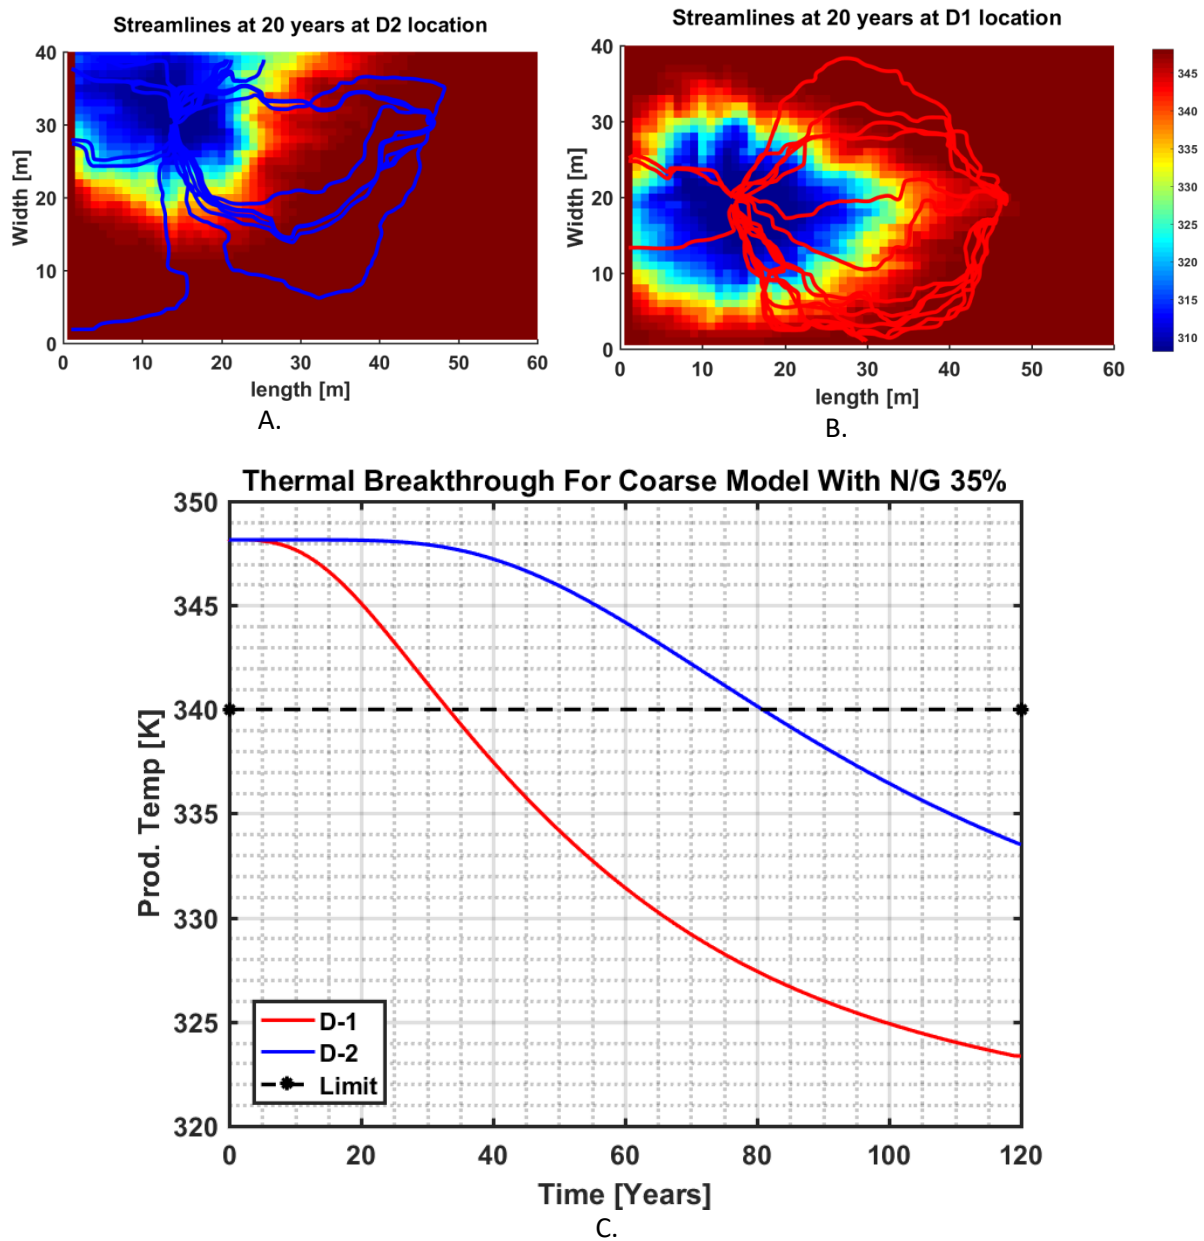 Streamlines at 20 years at D2 location
40
30
20
10
0
Width [m]
0 10 20 30 40 50 60
length [m]
A.
Streamlines at 20 years at D1 location
40
30
20
10
0
Width [m]
0 10 20 30 40 50 60
length [m]
B.
345
340
335
330
325
320
315
310
Thermal Breakthrough For Coarse Model With N/G 35%
350
345
340
335
330
325
320
Prod. Temp [K]
D-1
D-2
Limit
0 20 40 60 80 100 120
Time [Years]
C.